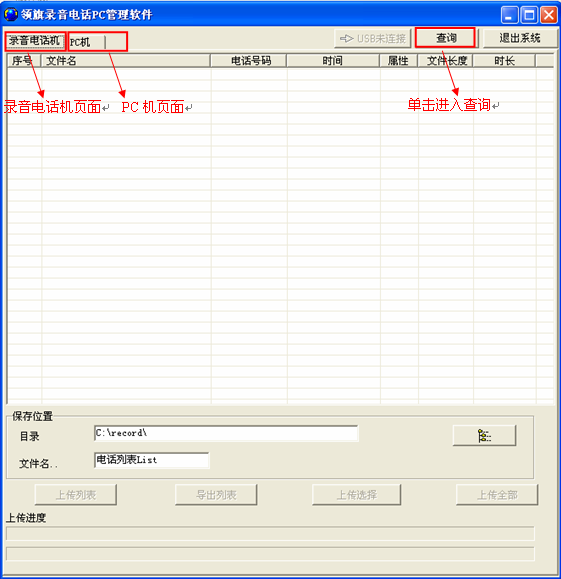 领旗录音电话PC管理软件
录音电话机 PC机 USB未连接 查询 退出系统
序号 文件名 电话号码 时间 属性 文件长度 时长
录音电话机页面 PC 机页面 单击进入查询
保存位置
目录 C:\record\
文件名.. 电话列表List
上传列表 导出列表 上传选择 上传全部
上传进度